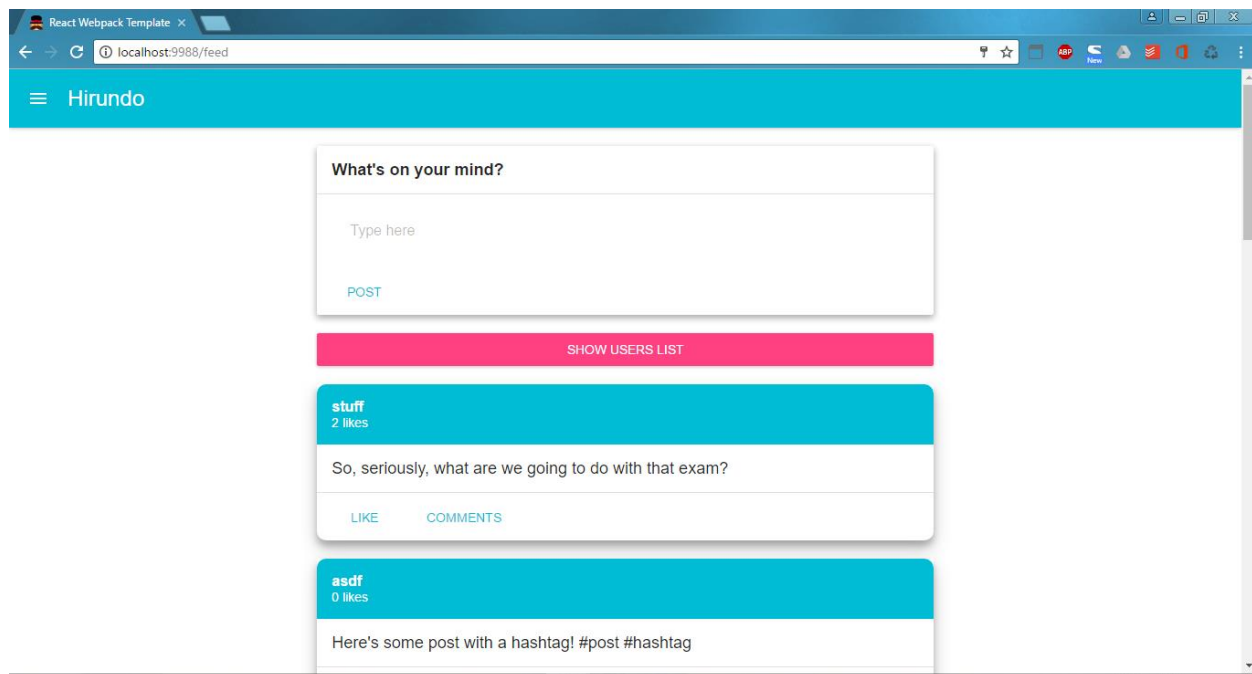 React Webpack Template
localhost:9988/feed
ABP
S
New
Hirundo
What's on your mind?
Type here
POST
SHOW USERS LIST
stuff
2 likes
So, seriously, what are we going to do with that exam?
LIKE COMMENTS
asdf
0 likes
Here's some post with a hashtag! #post #hashtag